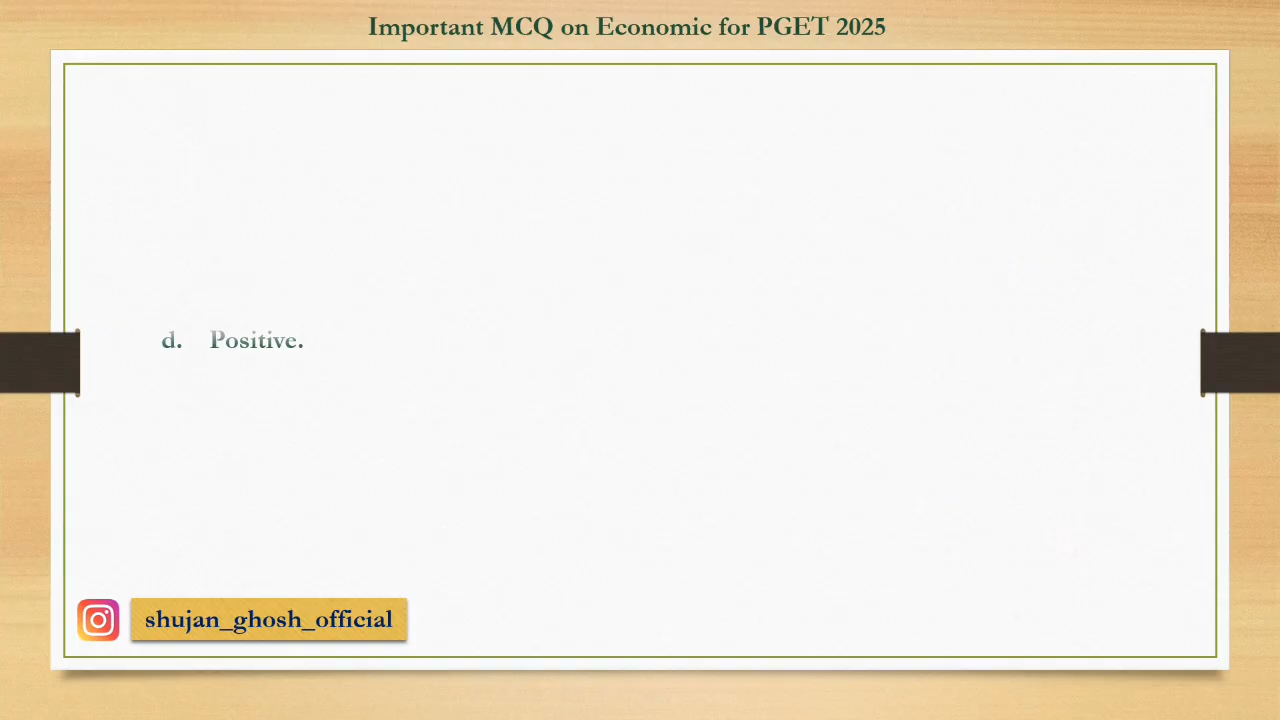 Important MCQ on Economic for PGET 2025
d. Positive.
shujan_ghosh_official